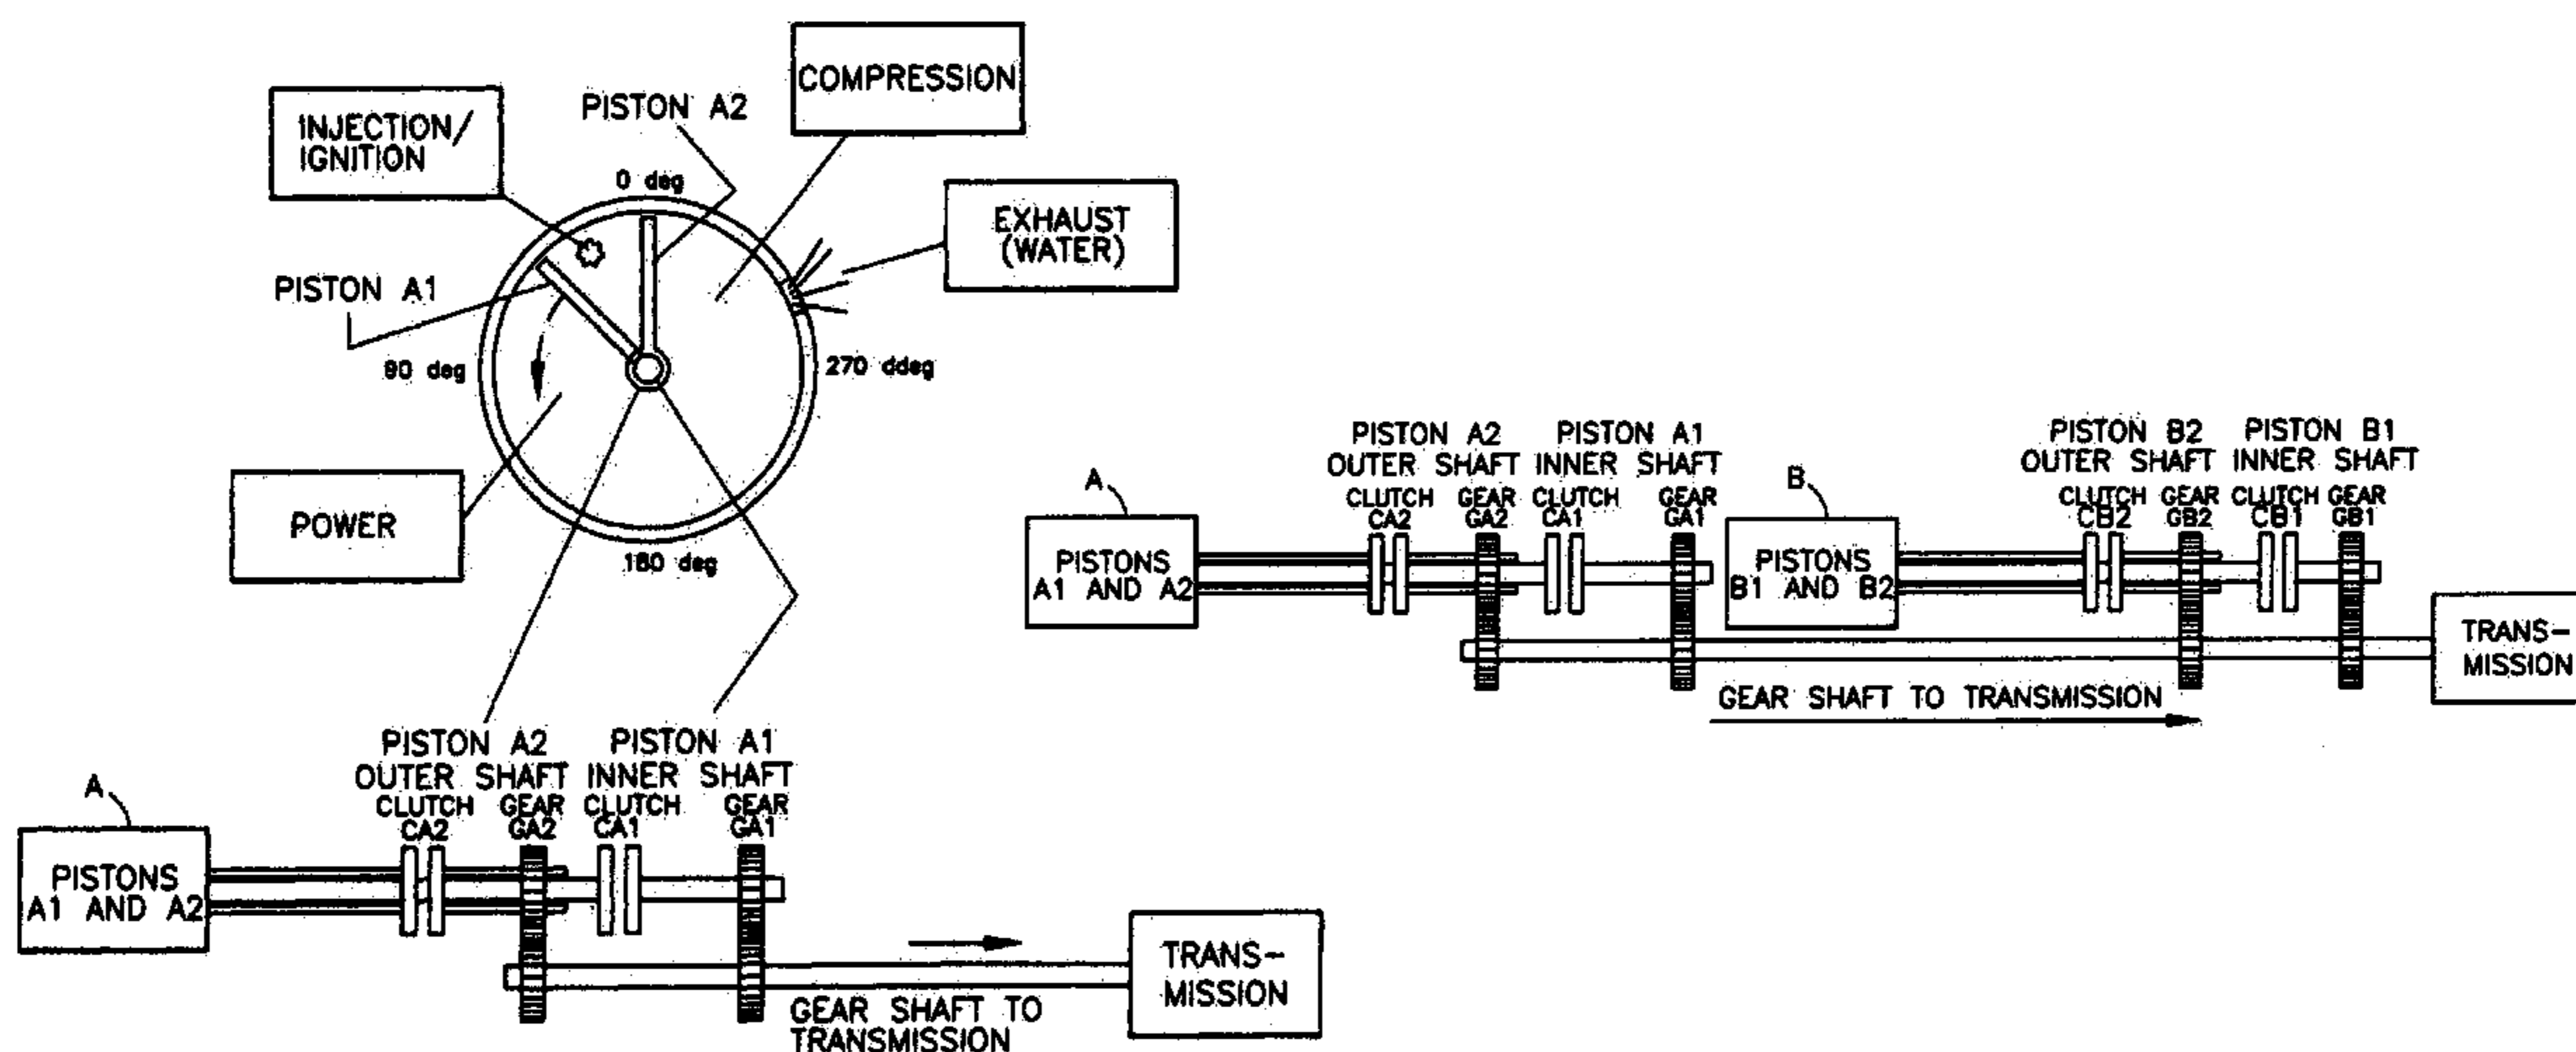 COMPRESSION
INJECTION/
IGNITION
PISTON A2
0 deg
EXHAUST
(WATER)
PISTON A1
90 deg
270 ddeg
POWER
180 deg
PISTON A2 PISTON A1
OUTER SHAFT INNER SHAFT
CLUTCH GEAR CLUTCH GEAR
CA2 GA2 CA1 GA1
A
PISTONS
A1 AND A2
TRANS-
MISSION
GEAR SHAFT TO
TRANSMISSION
PISTON A2 PISTON A1
OUTER SHAFT INNER SHAFT
CLUTCH GEAR CLUTCH GEAR
CA2 GA2 CA1 GA1
A
PISTONS
A1 AND A2
PISTON B2 PISTON B1
OUTER SHAFT INNER SHAFT
CLUTCH GEAR CLUTCH GEAR
CB2 GB2 CB1 GB1
B
PISTONS
B1 AND B2
TRANS-
MISSION
GEAR SHAFT TO TRANSMISSION